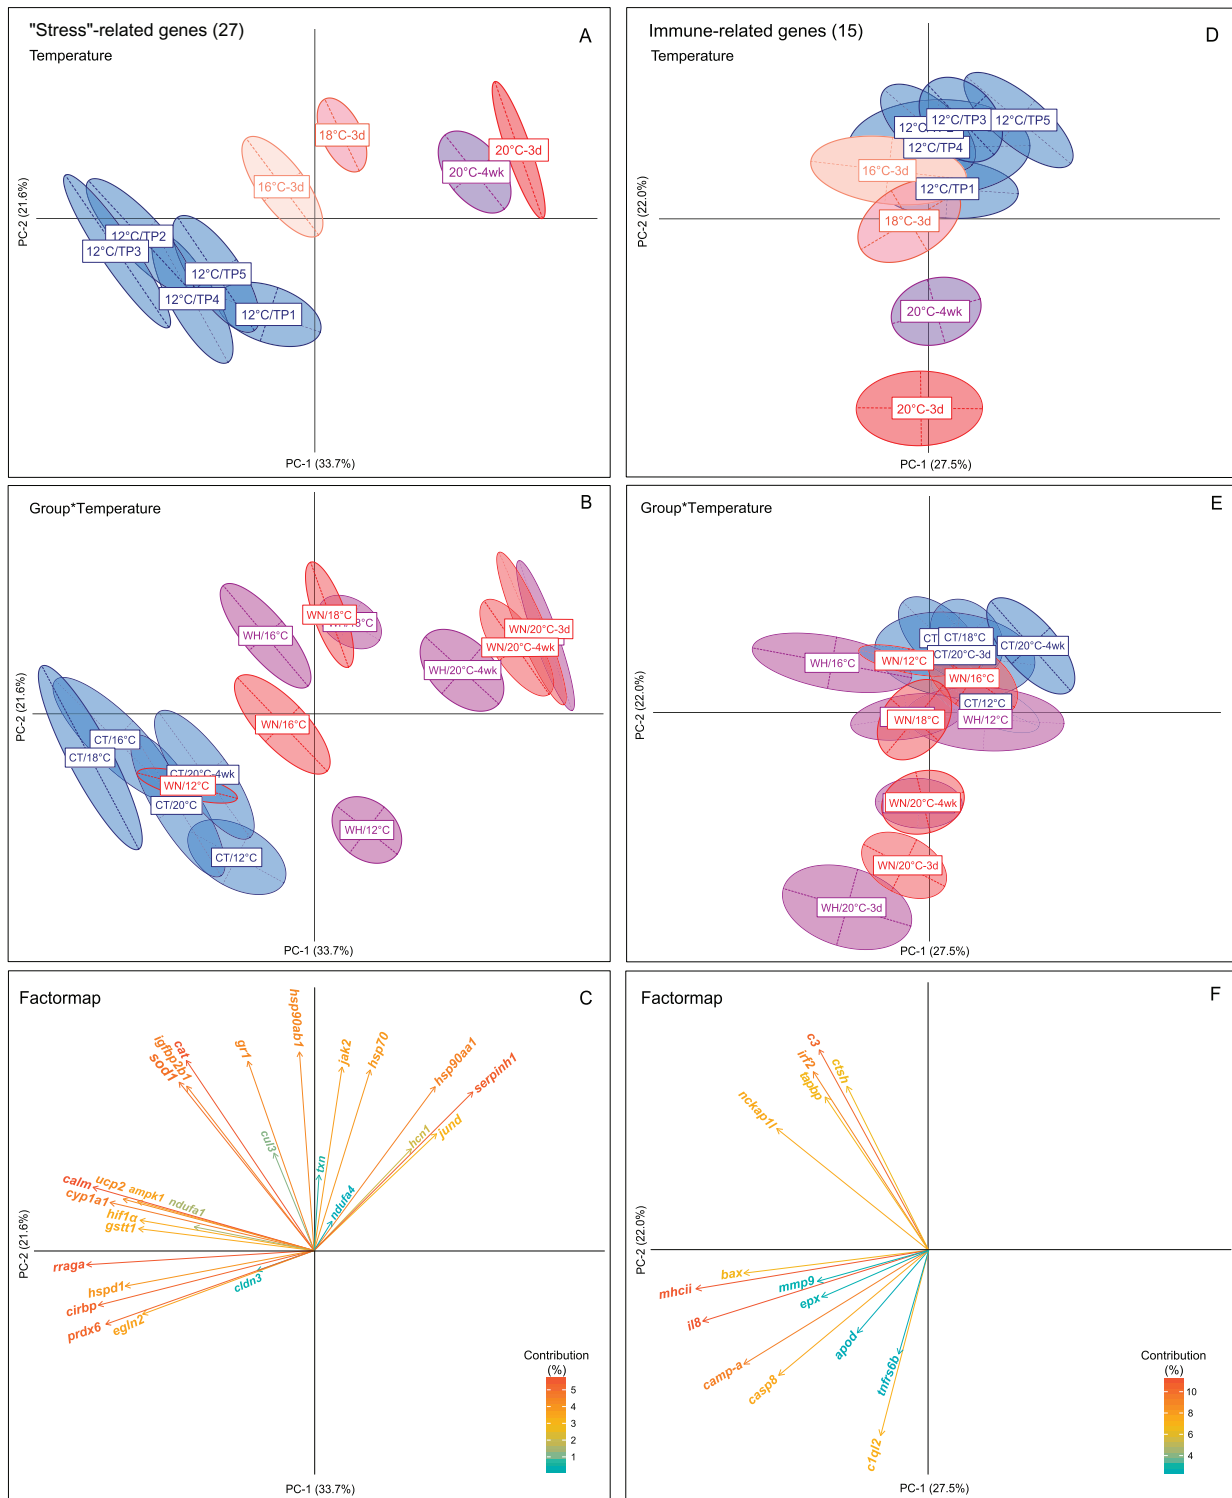 "Stress"-related genes (27)
A
Temperature
18°C-3d
20°C-3d
20°C-4wk
16°C-3d
12°C/TP2
12°C/TP3
12°C/TP5
12°C/TP4
12°C/TP1
PC-2 (21.6%)
PC-1 (33.7%)
Immune-related genes (15)
D
Temperature
12°C/TP3
12°C/TP5
12°C/TP4
16°C-3d
12°C/TP1
18°C-3d
20°C-4wk
20°C-3d
PC-2 (22.0%)
PC-1 (27.5%)
Group*Temperature
B
WN/18°C
WH/16°C
WN/20°C-3d
WN/20°C-4wk
WH/20°C-4wk
WN/16°C
CT/16°C
CT/18°C
CT/20°C-4wk
WN/12°C
CT/20°C
WH/12°C
CT/12°C
PC-2 (21.6%)
PC-1 (33.7%)
Group*Temperature
E
CT
CT/18°C
CT/20°C-4wk
CT/20°C-3d
WN/12°C
WH/16°C
WN/16°C
CT/12°C
WH/12°C
WN/18°C
WN/20°C-4wk
WN/20°C-3d
WH/20°C-3d
PC-2 (22.0%)
PC-1 (27.5%)
Factormap
C
hsp90ab1
cat
igfbp2b1
sod1
gr1
jak2
hsp70
hsp90aa1
serpinh1
jund
hcn1
cul3
txn
ndufa4
calm
ucp2
ampk1
cyp1a1
ndufa1
hif1α
gstt1
rraga
hspd1
cldn3
cirbp
prdx6
egln2
Contribution
(%)
5
4
3
2
1
PC-2 (21.6%)
PC-1 (33.7%)
Factormap
F
c3
irf2
ctsh
tapbp
nckap1l
bax
mhcii
mmp9
epx
il8
apod
camp-a
casp8
tnfrs6b
c1ql2
Contribution
(%)
10
8
6
4
PC-2 (22.0%)
PC-1 (27.5%)